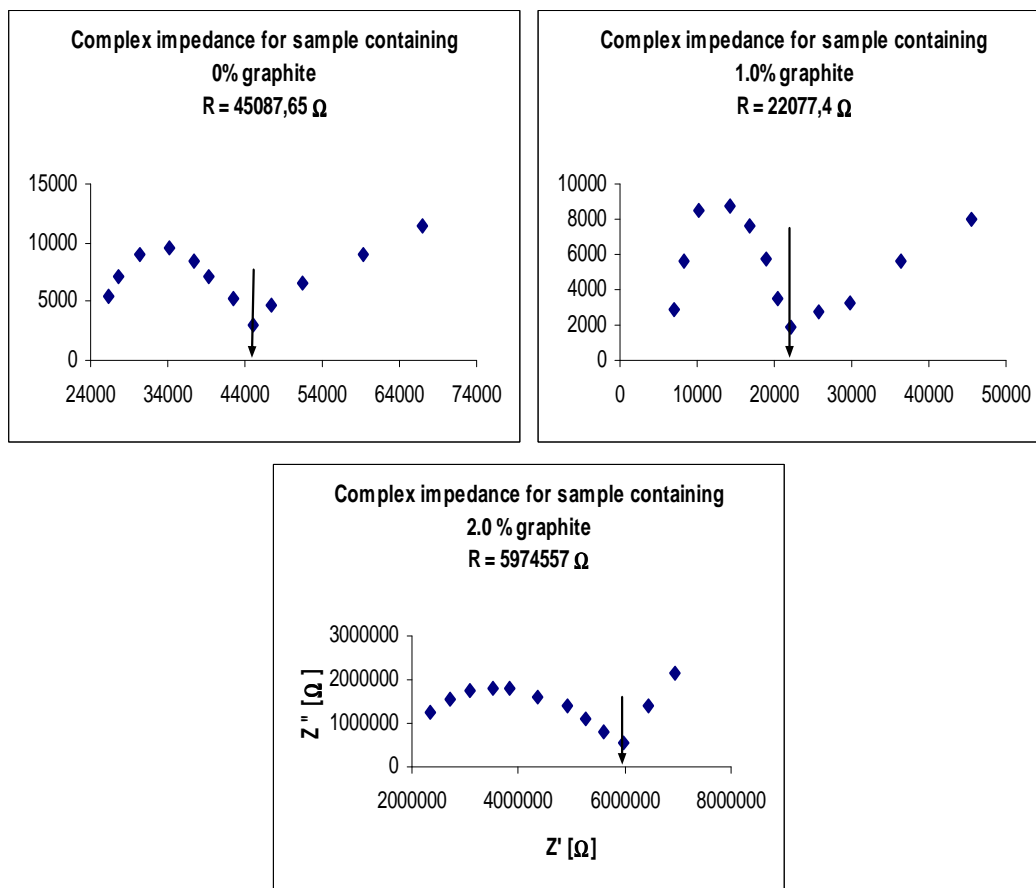 Complex impedance for sample containing
0% graphite
R = 45087,65 Ω
15000
10000
5000
0
24000 34000 44000 54000 64000 74000
Complex impedance for sample containing
1.0% graphite
R = 22077,4 Ω
10000
8000
6000
4000
2000
0
0 10000 20000 30000 40000 50000
Complex impedance for sample containing
2.0 % graphite
R = 5974557 Ω
Z'' [Ω]
3000000
2000000
1000000
0
2000000 4000000 6000000 8000000
Z' [Ω]